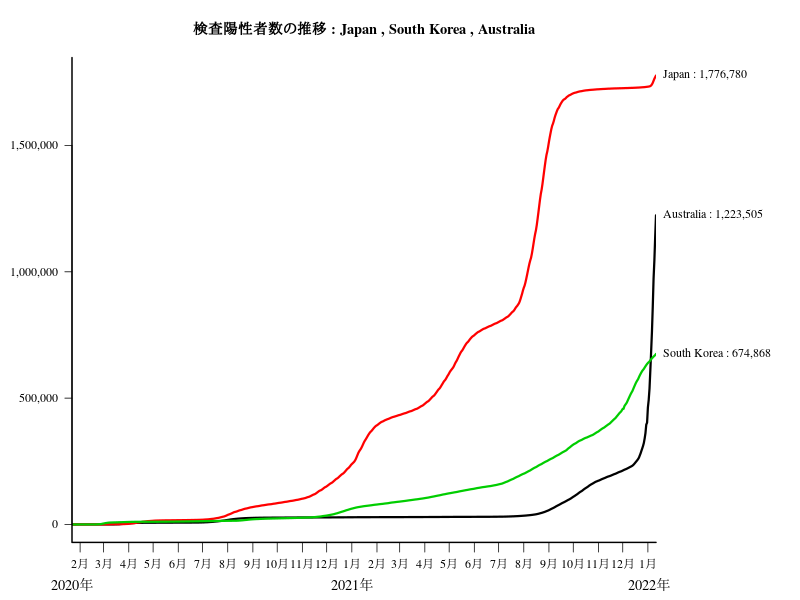 検査陽性者数の推移 : Japan , South Korea , Australia
Japan : 1,776,780
1,500,000
Australia : 1,223,505
1,000,000
South Korea : 674,868
500,000
0
2月 3月 4月 5月 6月 7月 8月 9月 10月 11月 12月 1月 2月 3月 4月 5月 6月 7月 8月 9月 10月 11月 12月 1月
2020年 2021年 2022年